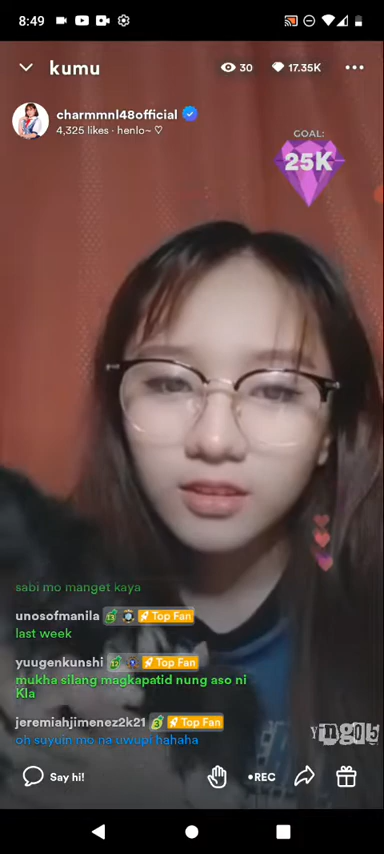 8:49
kumu
30
17.35K
charmmnl48official
4,325 likes · henlo~ ♡
GOAL:
25K
sabi mo manget kaya
unosofmanila Top Fan
last week
yuugenkunshi 12 Top Fan
mukha silang magkapatid nung aso ni
Kla
jeremiahjimenez2k21 3 Top Fan
oh suyuin mo na uwupi hahaha
Say hi!
•REC